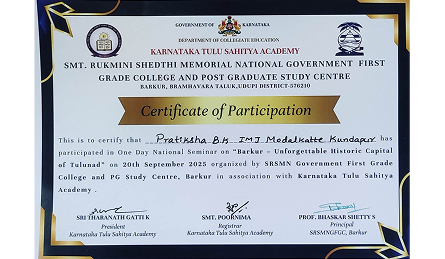 GOVERNMENT OF KARNATAKA
DEPARTMENT OF COLLEGIATE EDUCATION
KARNATAKA TULU SAHITYA ACADEMY
SMT. RUKMINI SHEDTHI MEMORIAL NATIONAL GOVERNMENT FIRST
GRADE COLLEGE AND POST GRADUATE STUDY CENTRE
BARKUR, BRAMHAVARA TALUK,UDUPI DISTRICT-576210
Certificate of Participation
This is to certify that Pratiksha B.K IMJ Modalkatte Kundapur has
participated in One Day National Seminar on "Barkur – Unforgettable Historic Capital
of Tulunad" on 20th September 2025 organized by SRSMN Government First Grade
College and PG Study Centre, Barkur in association with Karnataka Tulu Sahitya
Academy .
SRI THARANATH GATTI K
President
Karnataka Tulu Sahitya Academy
SMT. POORNIMA
Registrar
Karnataka Tulu Sahitya Academy
PROF. BHASKAR SHETTY S
Principal
SRSMNGFGC, Barkur